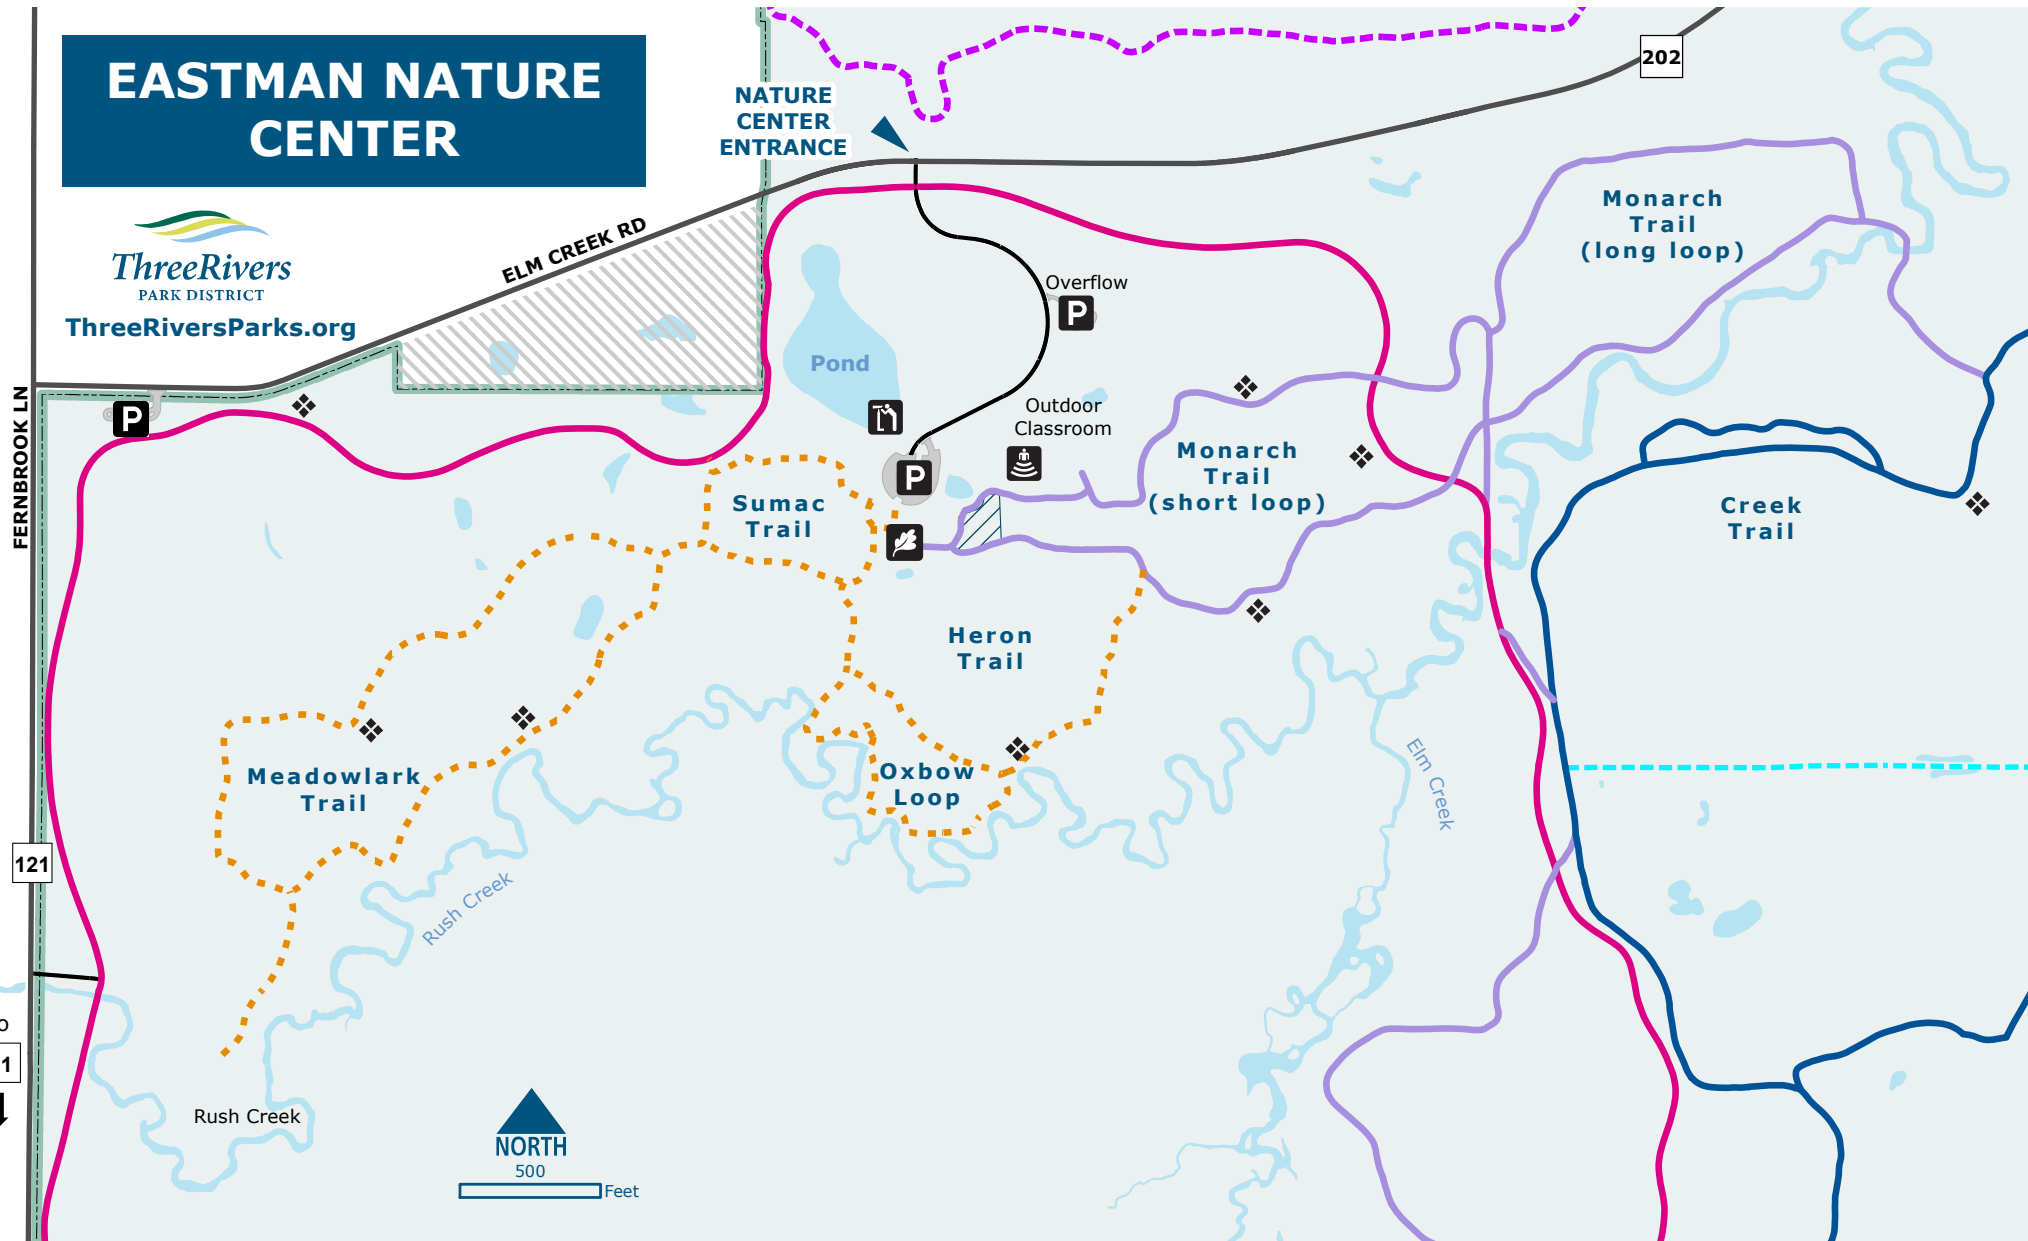 EASTMAN NATURE
CENTER
ThreeRivers
PARK DISTRICT
ThreeRiversParks.org
NATURE
CENTER
ENTRANCE
202
ELM CREEK RD
Monarch
Trail
(long loop)
Overflow
P
Pond
FERNBROOK LN
P
Outdoor
Classroom
Monarch
Trail
(short loop)
P
Sumac
Trail
Creek
Trail
Heron
Trail
Meadowlark
Trail
Oxbow
Loop
Elm Creek
121
Rush Creek
o
1
Rush Creek
NORTH
500
Feet